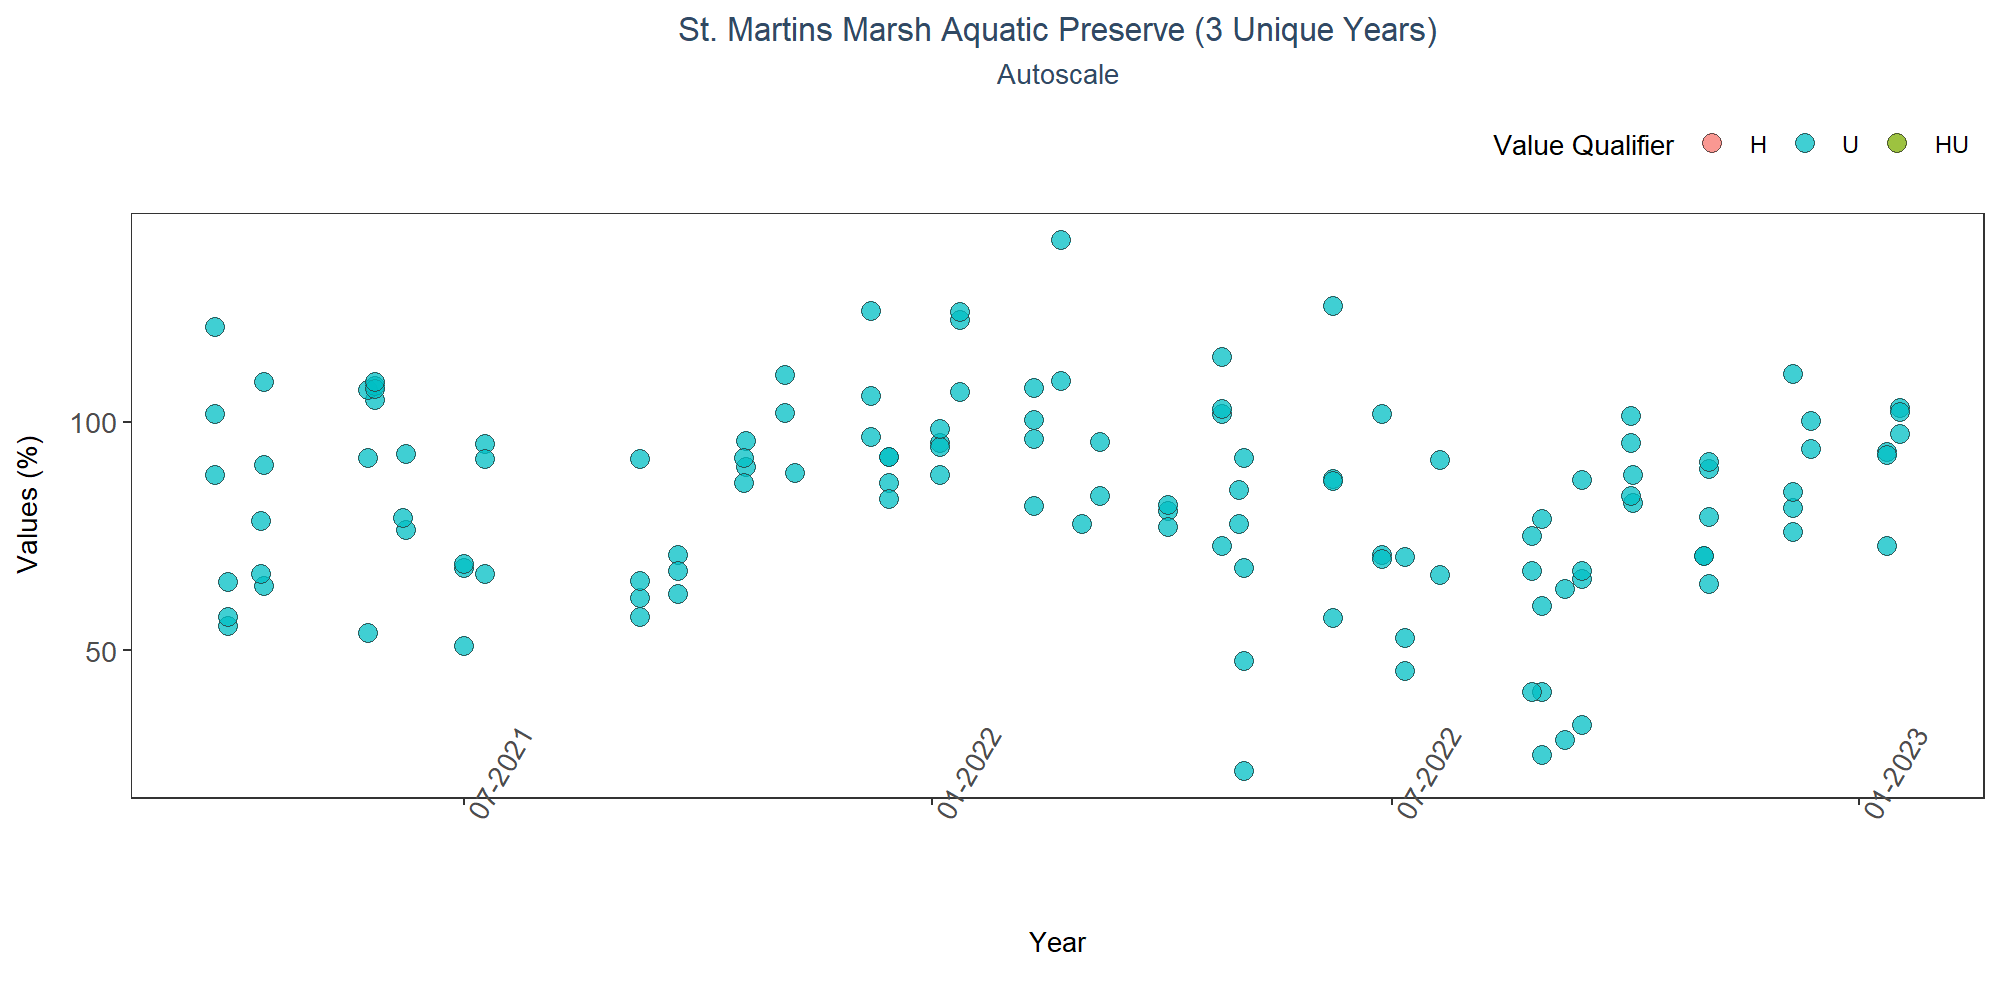 St. Martins Marsh Aquatic Preserve (3 Unique Years)
Autoscale
Value Qualifier H U HU
Values (%)
100
50
07-2021
01-2022
07-2022
01-2023
Year